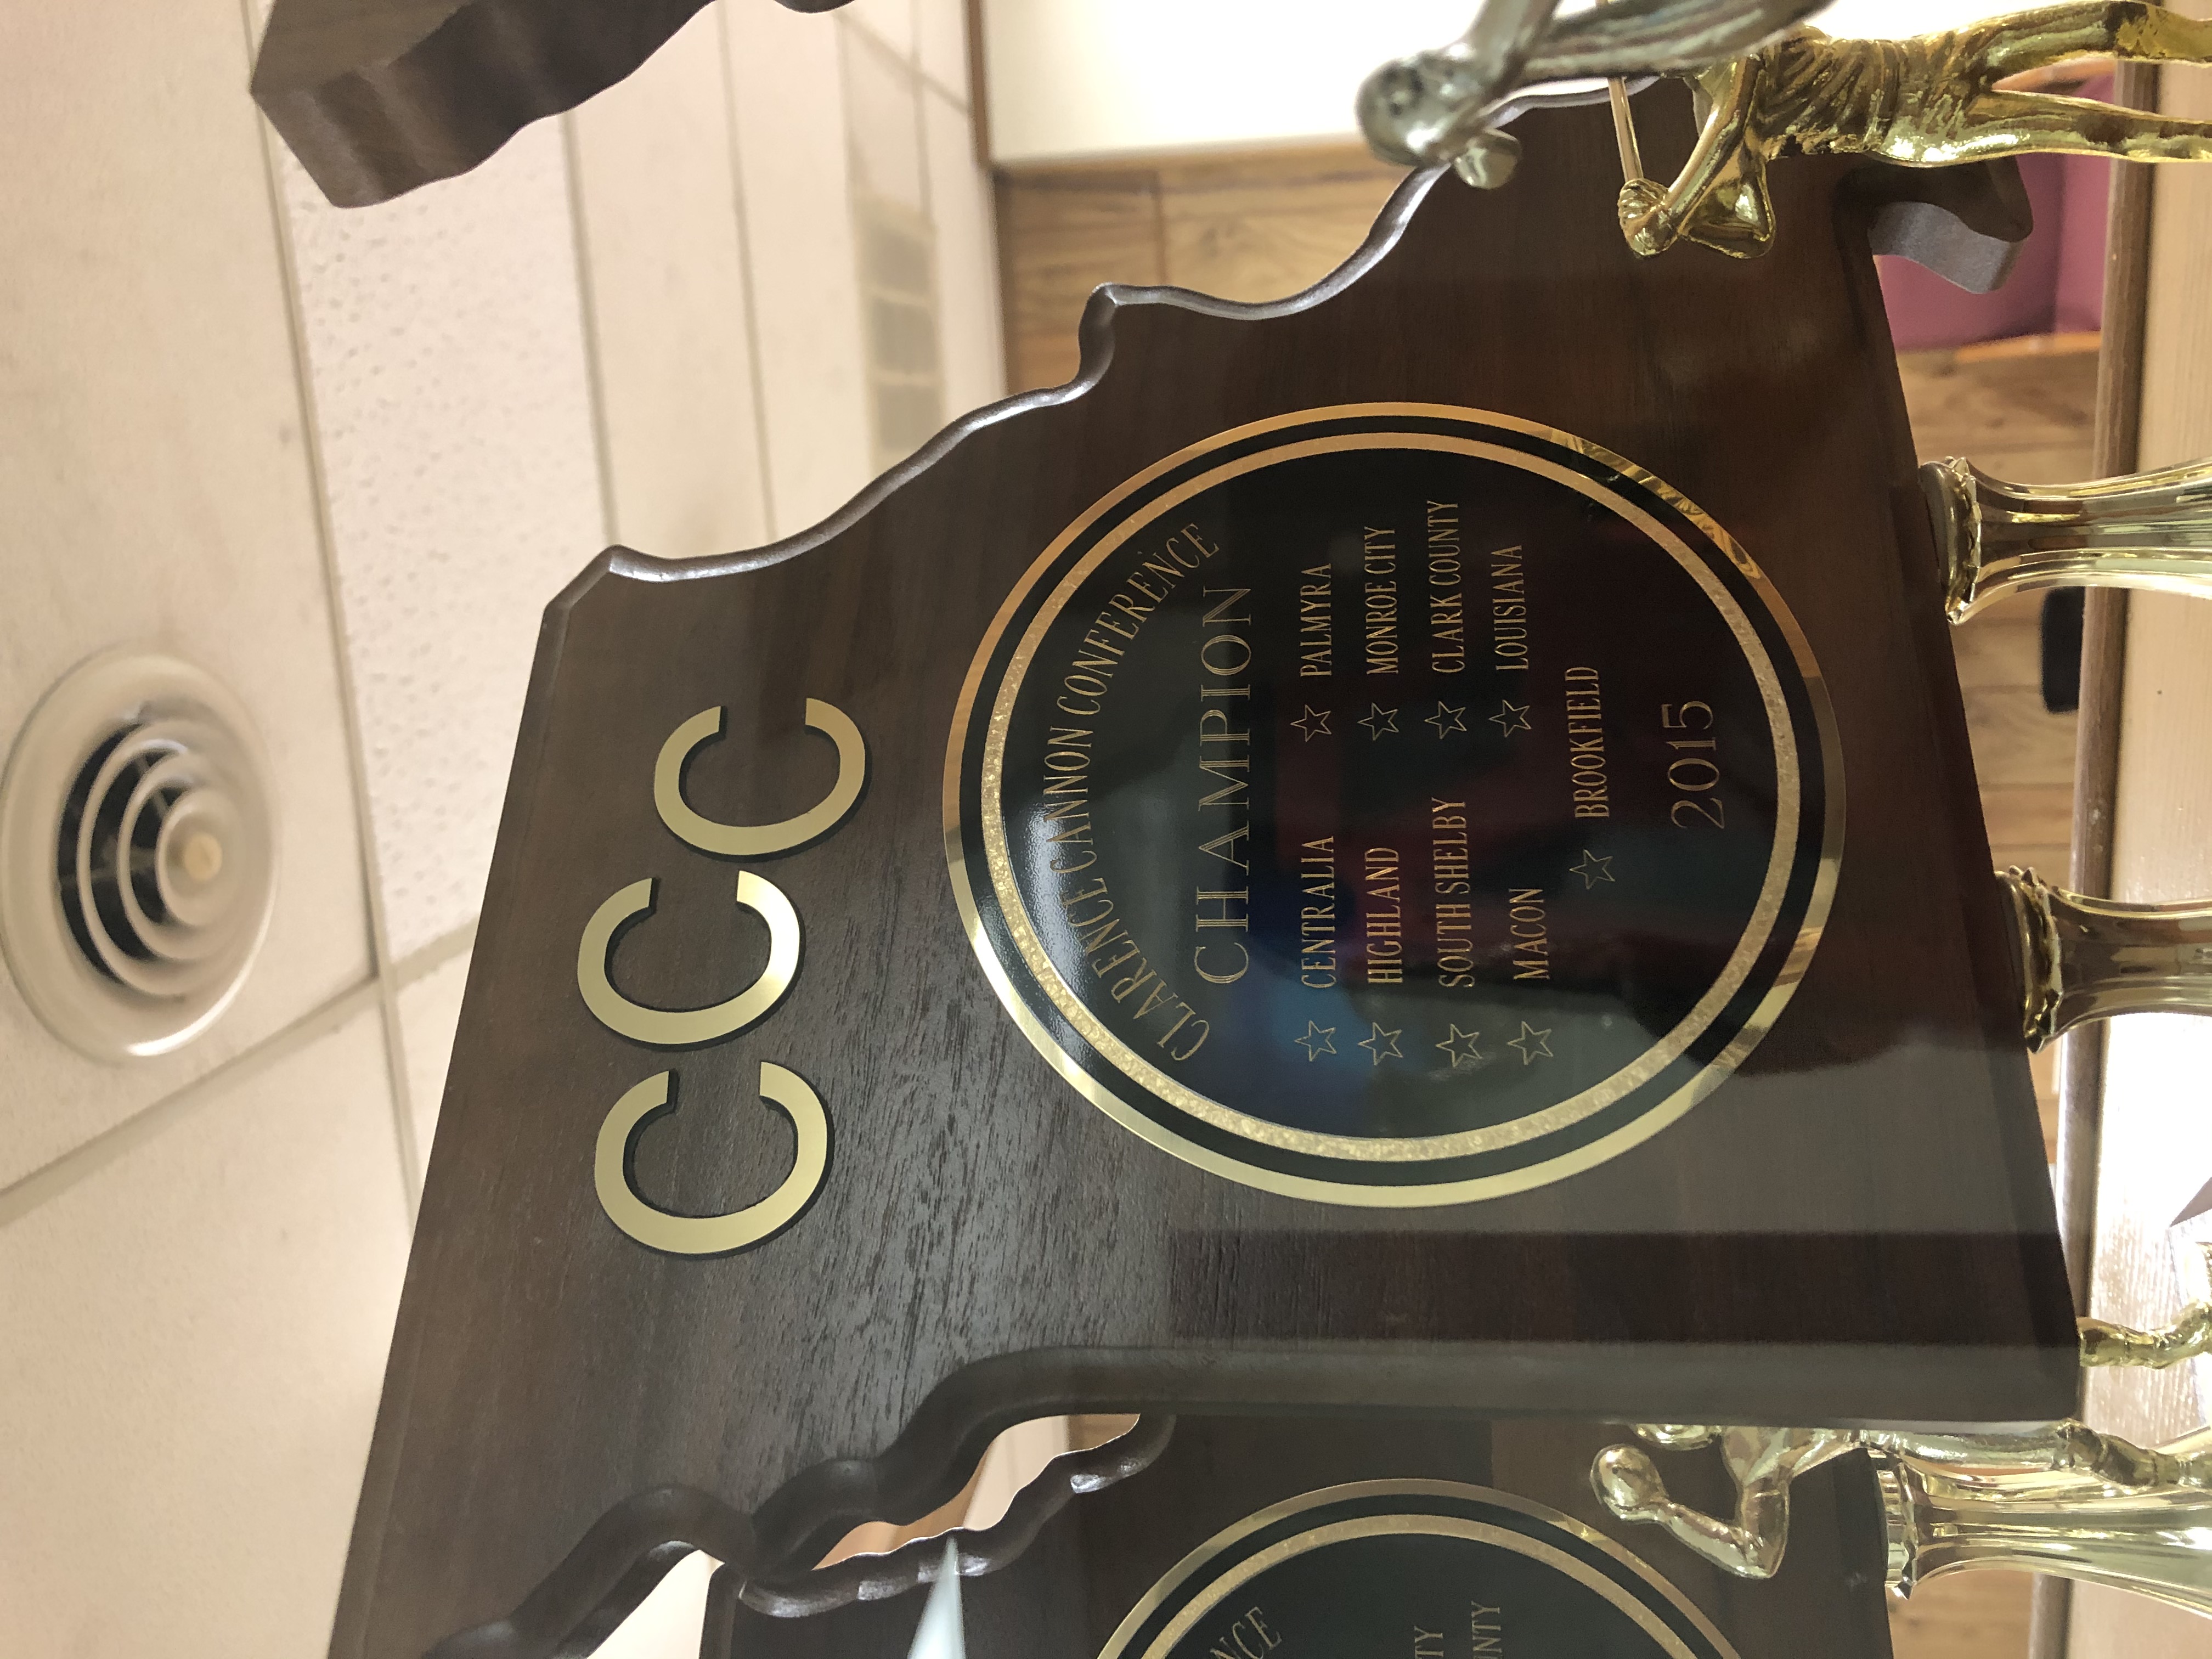 CCC
CLARENCE CANNON CONFERENCE
CHAMPION
CENTRALIA PALMYRA
HIGHLAND MONROE CITY
SOUTH SHELBY CLARK COUNTY
MACON LOUISIANA
BROOKFIELD
2015